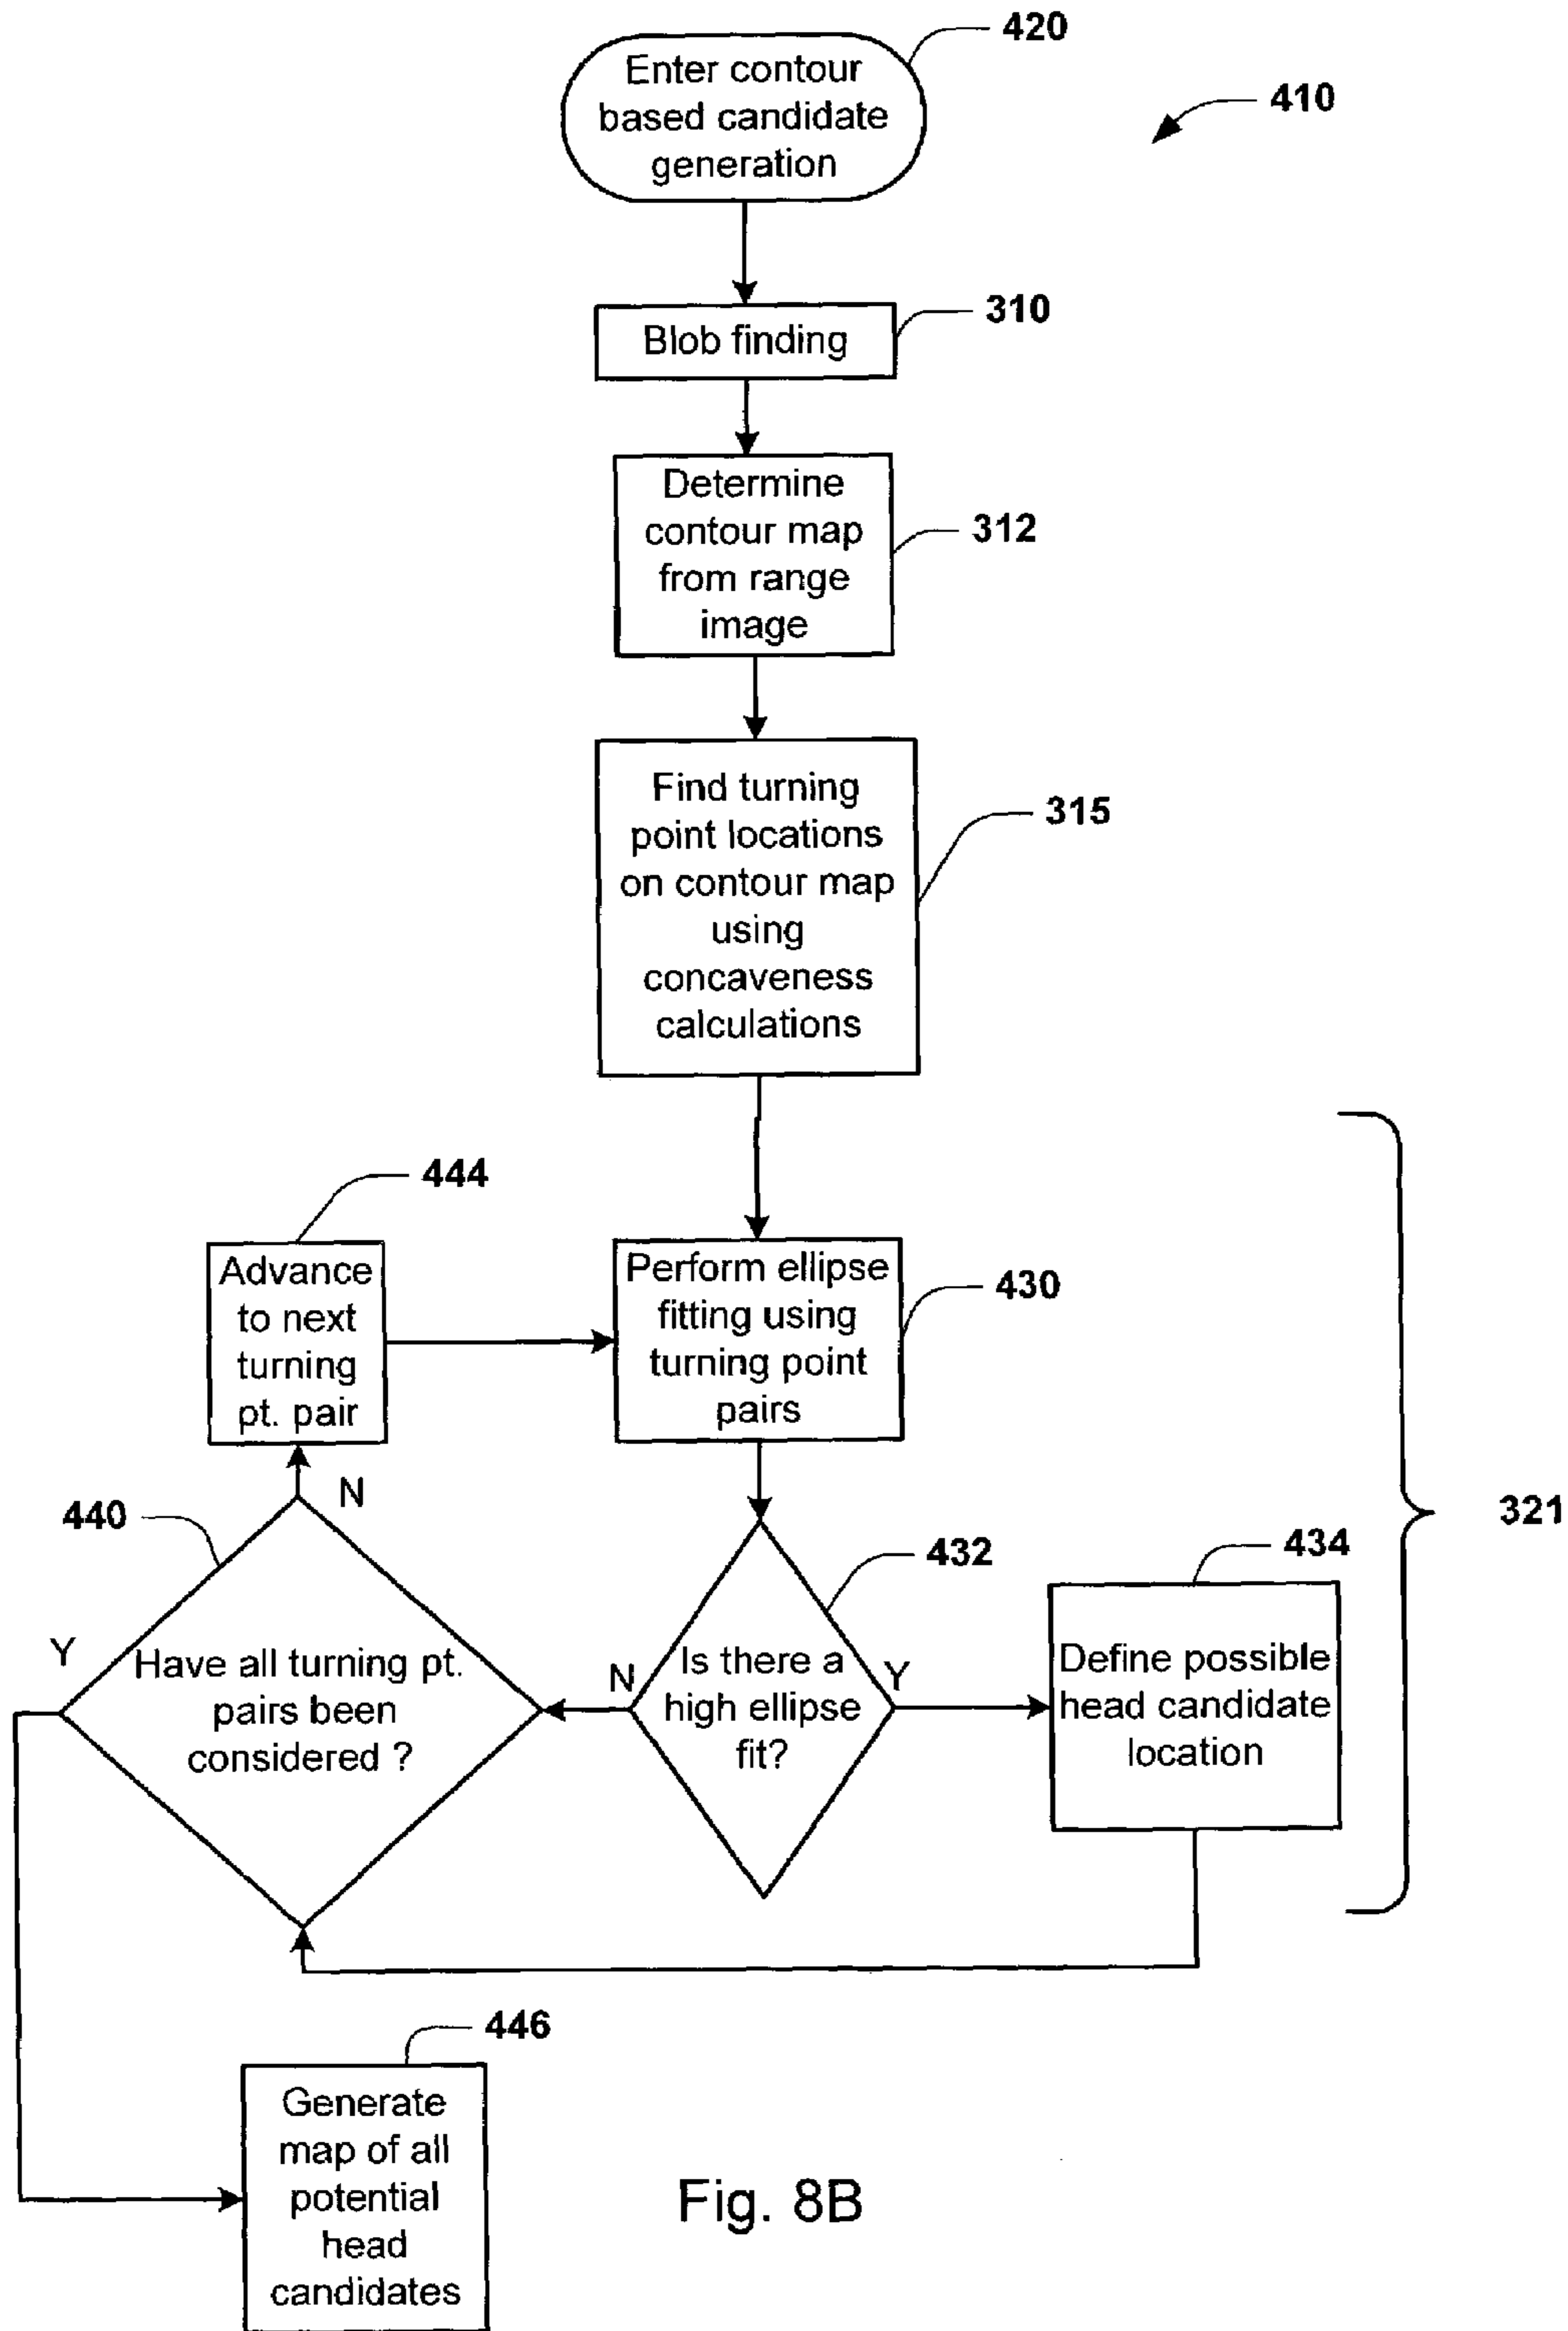 420
Enter contour
based candidate
generation
410
310
Blob finding
Determine
contour map
from range
image
312
Find turning
point locations
on contour map
using
concaveness
calculations
315
444
Advance
to next
turning
pt. pair
Perform ellipse
fitting using
turning point
pairs
430
N
440
Y
Have all turning pt.
pairs been
considered ?
432
N
Is there a
high ellipse
fit?
Y
434
Define possible
head candidate
location
321
446
Generate
map of all
potential
head
candidates
Fig. 8B